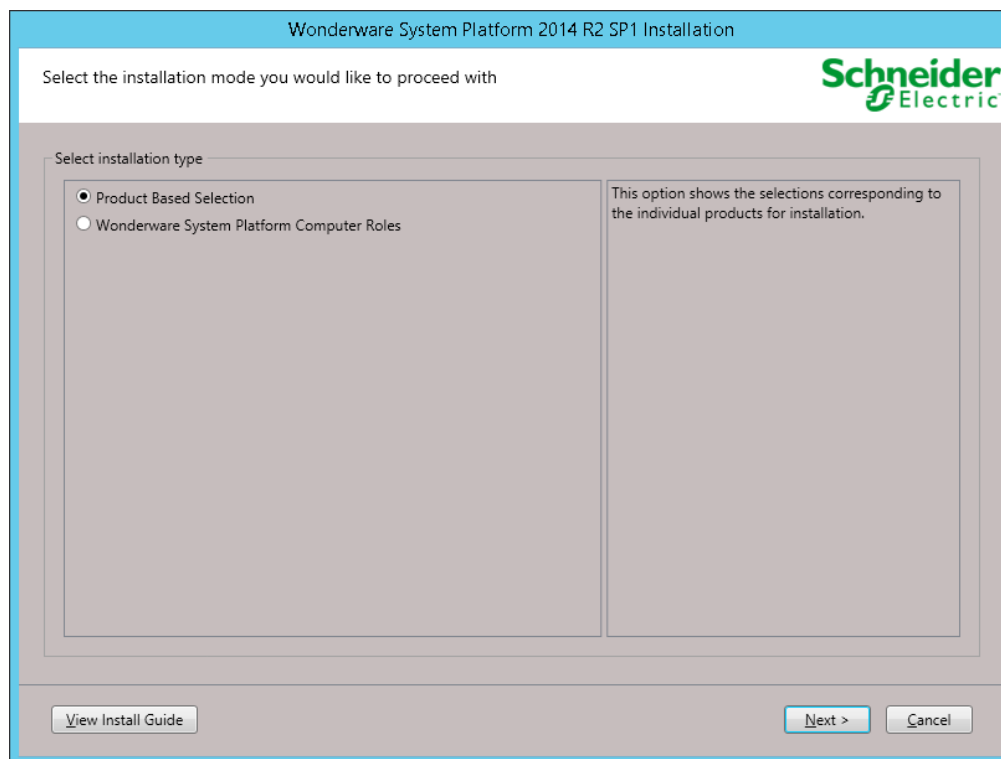 Wonderware System Platform 2014 R2 SP1 Installation
Select the installation mode you would like to proceed with
Schneider
Electric
Select installation type
Product Based Selection
Wonderware System Platform Computer Roles
This option shows the selections corresponding to
the individual products for installation.
View Install Guide
Next >
Cancel